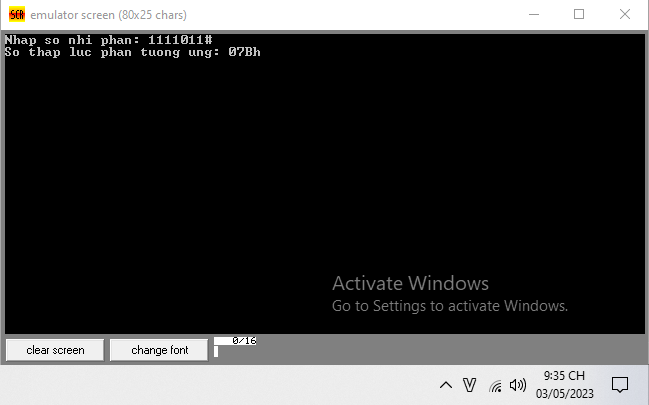 emulator screen (80x25 chars)
Nhap so nhi phan: 1111011#
So thap luc phan tuong ung: 07Bh
Activate Windows
Go to Settings to activate Windows.
clear screen
change font
0/16
9:35 CH
03/05/2023